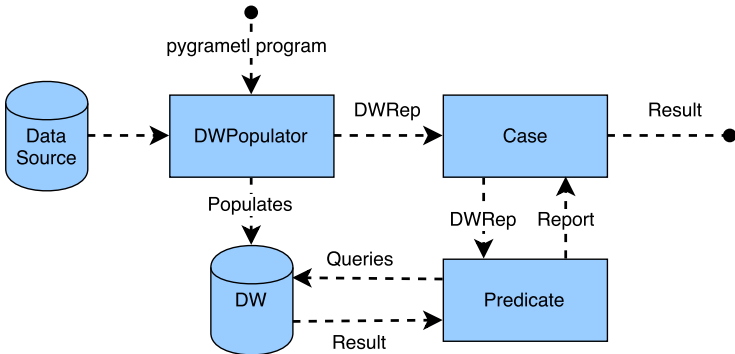 pygrametl program
Data
Source
DWPopulator
DWRep
Case
Result
Populates
DWRep
Report
DW
Queries
Result
Predicate